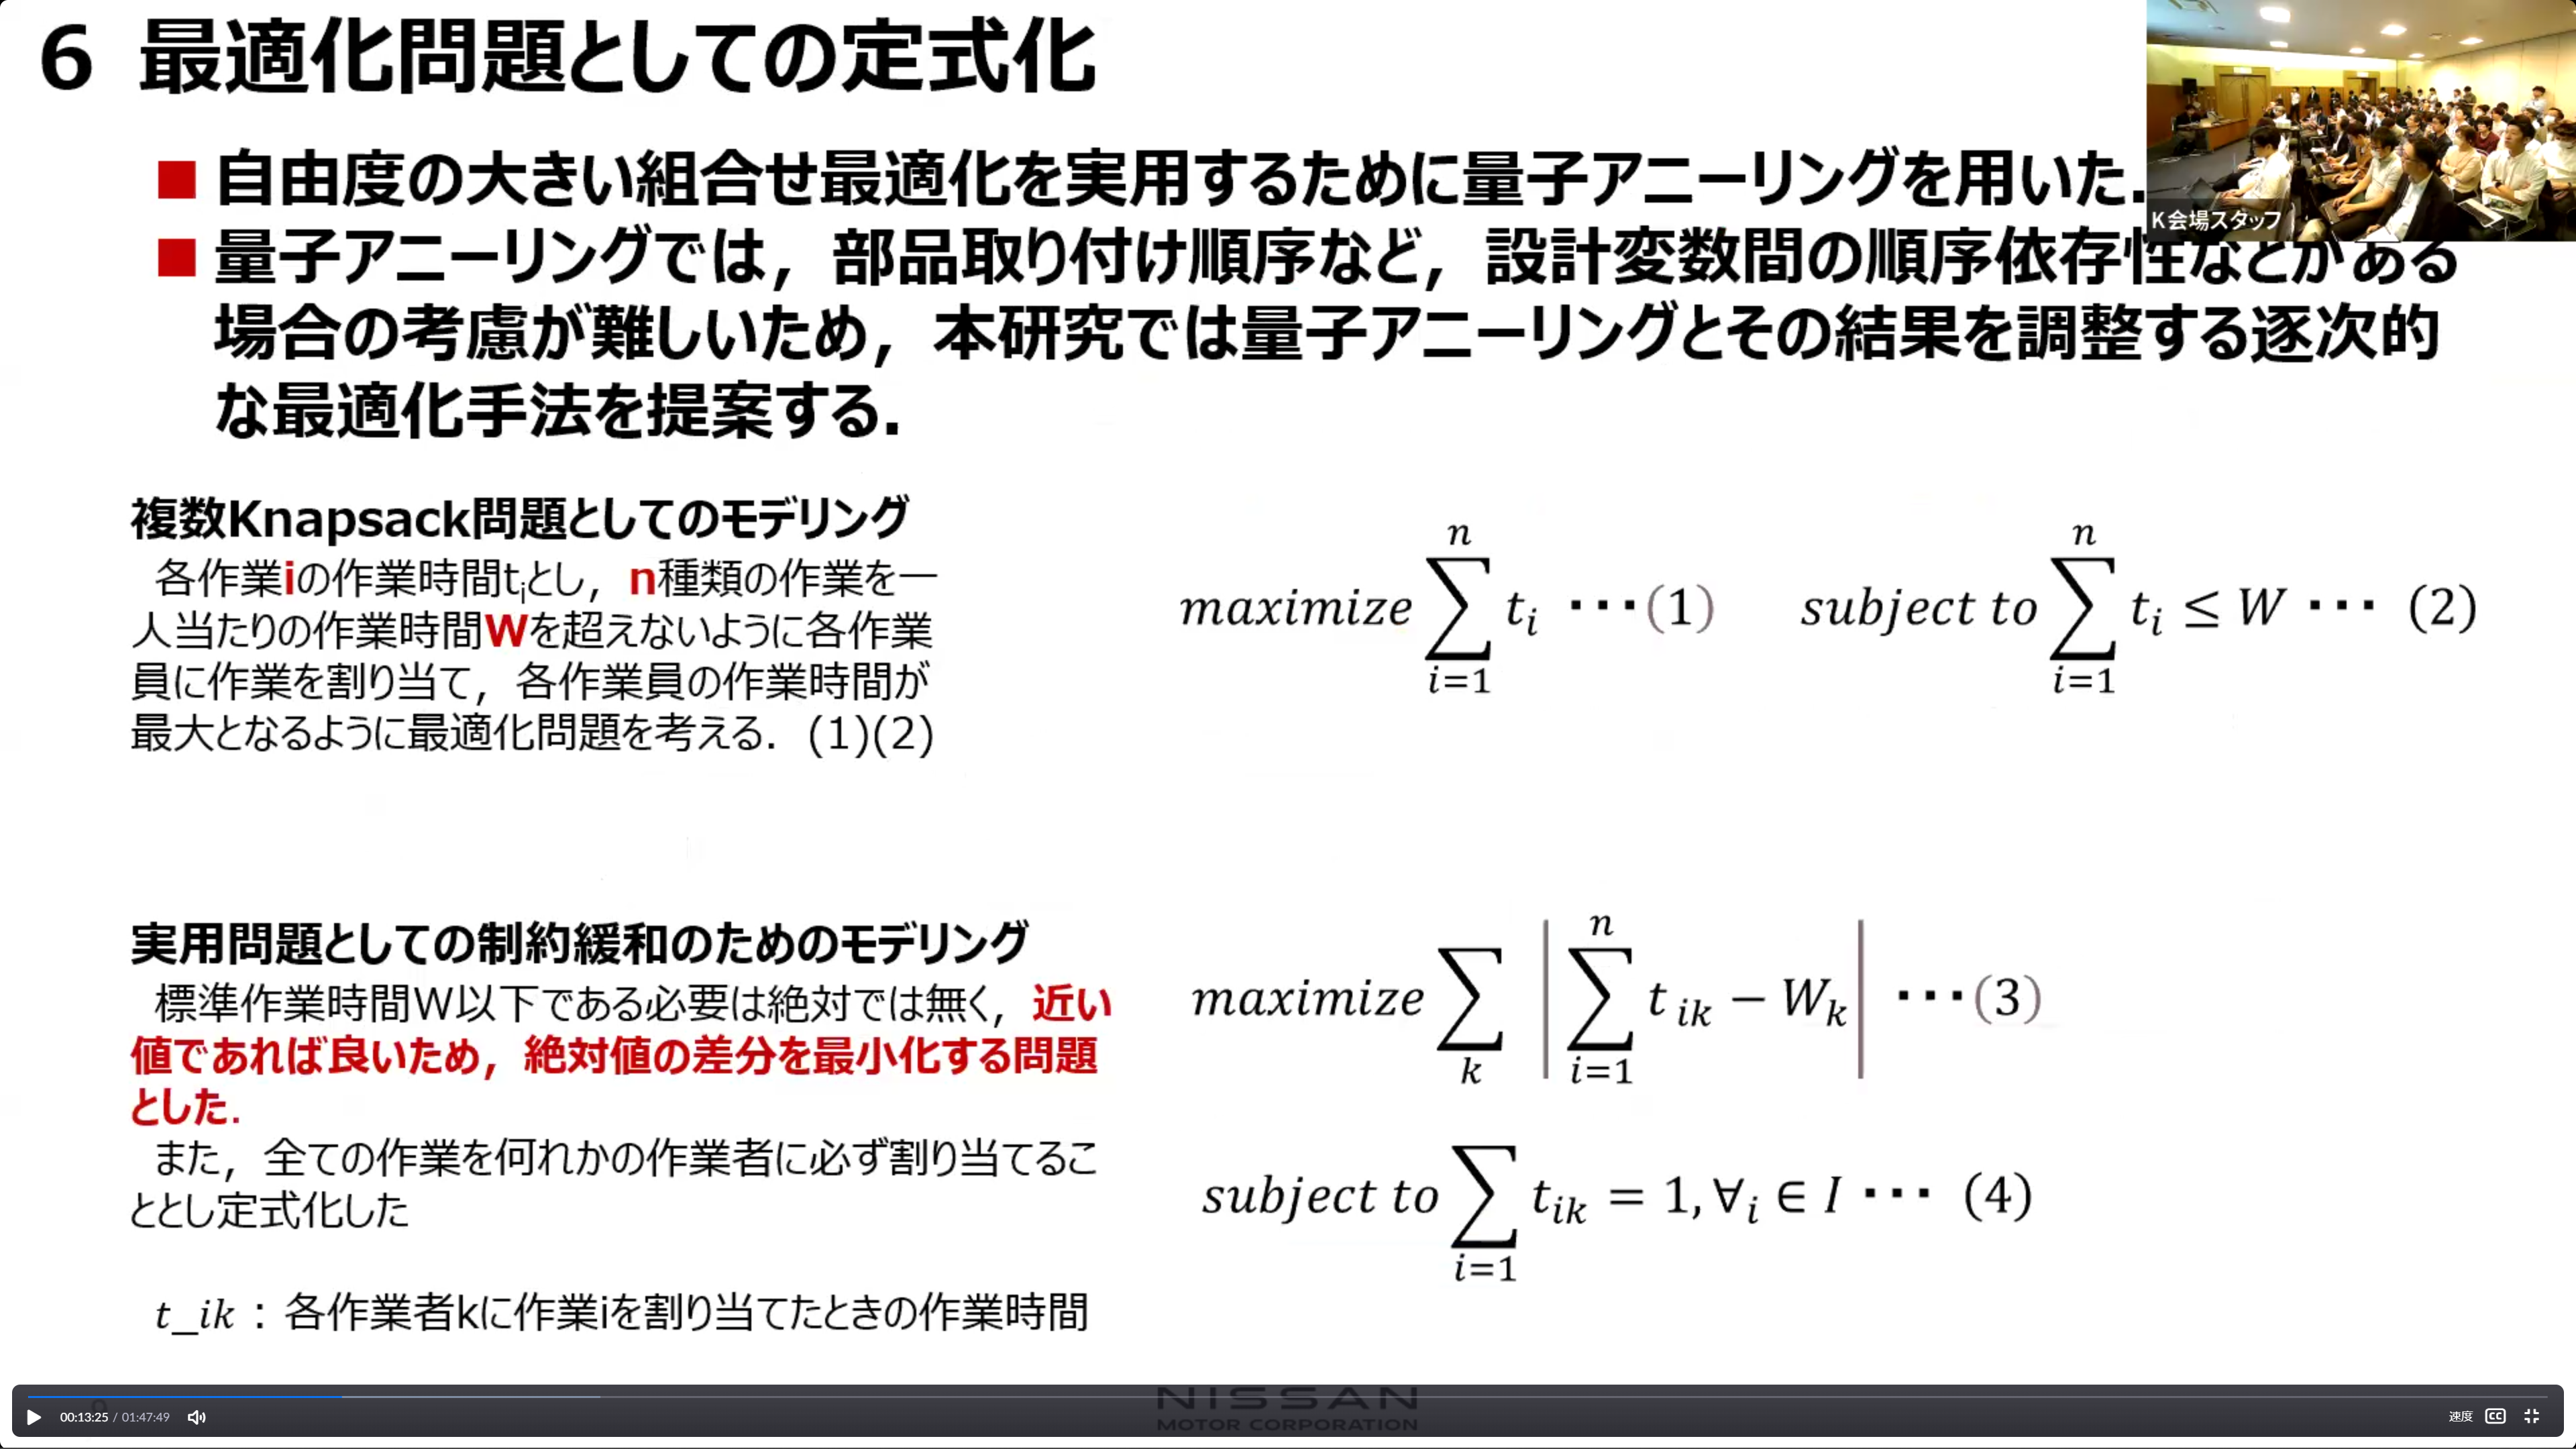 6 最適化問題としての定式化
K会場スタッフ
■ 自由度の大きい組合せ最適化を実用するために量子アニーリングを用いた.
■ 量子アニーリングでは，部品取り付け順序など，設計変数間の順序依存性などがある
場合の考慮が難しいため，本研究では量子アニーリングとその結果を調整する逐次的
な最適化手法を提案する.
複数Knapsack問題としてのモデリング
各作業iの作業時間tᵢとし，n種類の作業を一
人当たりの作業時間Wを超えないように各作業
員に作業を割り当て，各作業員の作業時間が
最大となるように最適化問題を考える．(1)(2)
maximize ∑_{i=1}^{n} t_i ･･･(1)
subject to ∑_{i=1}^{n} t_i ≤ W ･･･ (2)
実用問題としての制約緩和のためのモデリング
標準作業時間W以下である必要は絶対では無く，近い
値であれば良いため，絶対値の差分を最小化する問題
とした.
また，全ての作業を何れかの作業者に必ず割り当てるこ
ととし定式化した
t_ik：各作業者kに作業iを割り当てたときの作業時間
maximize ∑_{k} | ∑_{i=1}^{n} t_{ik} − W_k | ･･･(3)
subject to ∑_{i=1} t_{ik} = 1, ∀_i ∈ I ･･･ (4)
NISSAN
MOTOR CORPORATION
00:13:25 / 01:47:49
速度
CC